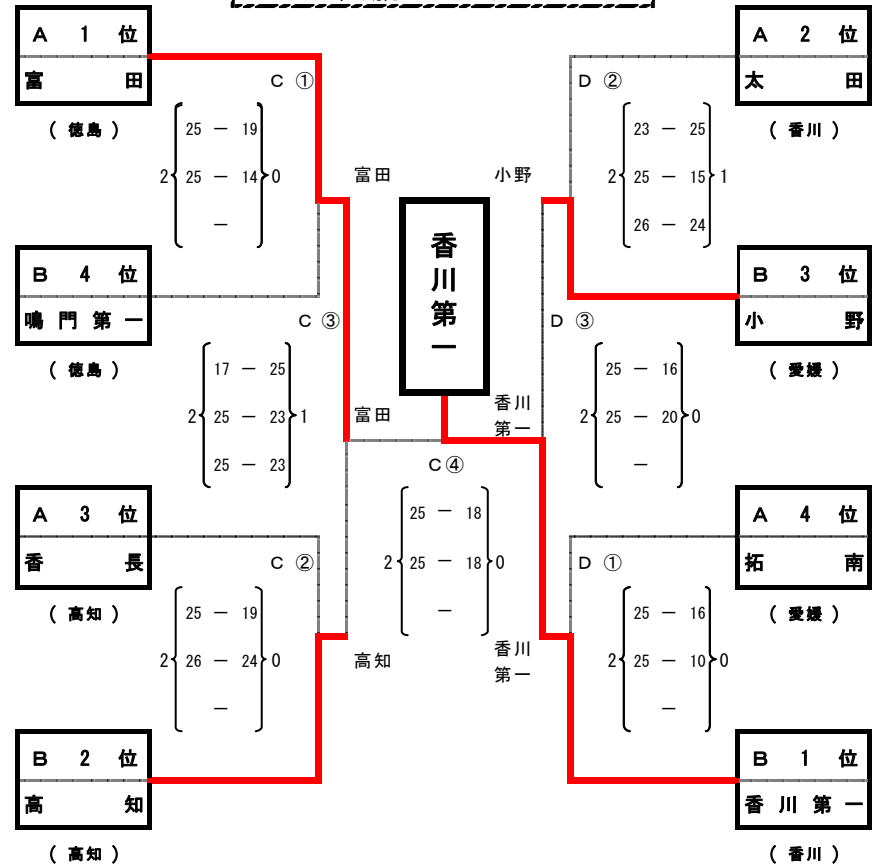 A 1 位
富 田
( 徳島 )
C ①
25 － 19
2 25 － 14 0
－
富田
B 4 位
鳴 門 第 一
( 徳島 )
C ③
17 － 25
2 25 － 23 1
25 － 23
富田
A 3 位
香 長
( 高知 )
C ②
25 － 19
2 26 － 24 0
－
高知
B 2 位
高 知
( 高知 )
香川第一
C④
25 － 18
2 25 － 18 0
－
A 2 位
太 田
( 香川 )
D ②
23 － 25
2 25 － 15 1
26 － 24
小野
B 3 位
小 野
( 愛媛 )
D ③
25 － 16
2 25 － 20 0
－
香川
第一
A 4 位
拓 南
( 愛媛 )
D ①
25 － 16
2 25 － 10 0
－
香川
第一
B 1 位
香 川 第 一
( 香川 )